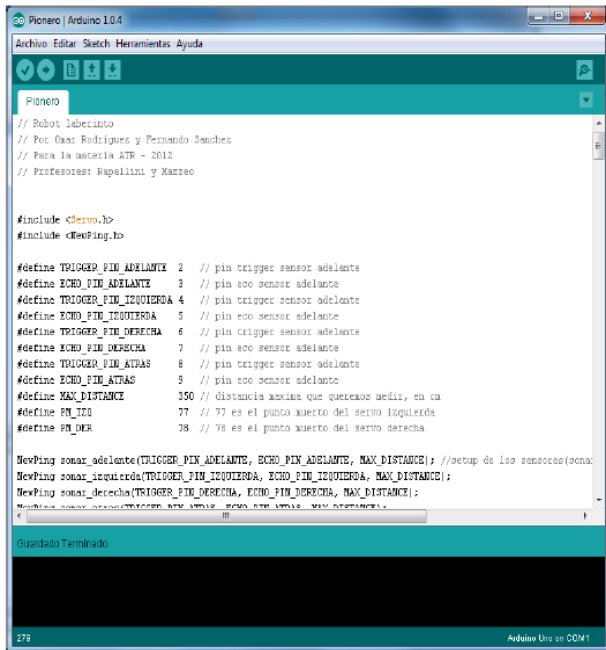 Pionero | Arduino 1.0.4
Archivo Editar Sketch Herramientas Ayuda
Pionero
// Robot laberinto
// Por Omar Rodriguez y Fernando Sanchez
// Para la materia ATR - 2012
// Profesores: Rapallini y Mazzeo
#include <Servo.h>
#include <NewPing.h>
#define TRIGGER_PIN_ADELANTE 2 // pin trigger sensor adelante
#define ECHO_PIN_ADELANTE 3 // pin eco sensor adelante
#define TRIGGER_PIN_IZQUIERDA 4 // pin trigger sensor adelante
#define ECHO_PIN_IZQUIERDA 5 // pin eco sensor adelante
#define TRIGGER_PIN_DERECHA 6 // pin trigger sensor adelante
#define ECHO_PIN_DERECHA 7 // pin eco sensor adelante
#define TRIGGER_PIN_ATRAS 8 // pin trigger sensor adelante
#define ECHO_PIN_ATRAS 9 // pin eco sensor adelante
#define MAX_DISTANCE 350 // distancia maxima que queremos medir, en cm
#define PM_IZQ 77 // 77 es el punto muerto del servo izquierda
#define PM_DER 78 // 78 es el punto muerto del servo derecha
NewPing sonar_adelante(TRIGGER_PIN_ADELANTE, ECHO_PIN_ADELANTE, MAX_DISTANCE); //setup de los sensores(sona
NewPing sonar_izquierda(TRIGGER_PIN_IZQUIERDA, ECHO_PIN_IZQUIERDA, MAX_DISTANCE);
NewPing sonar_derecha(TRIGGER_PIN_DERECHA, ECHO_PIN_DERECHA, MAX_DISTANCE);
NewPing sonar_atras(TRIGGER_PIN_ATRAS, ECHO_PIN_ATRAS, MAX_DISTANCE);
Guardado Terminado.
279
Arduino Uno on COM1